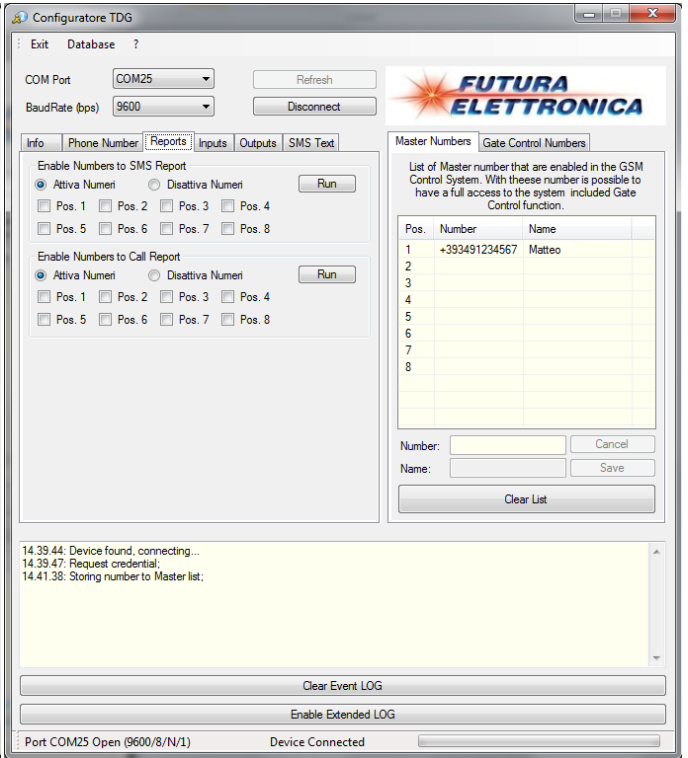 Configuratore TDG
Exit Database ?
COM Port COM25 Refresh
BaudRate (bps) 9600 Disconnect
FUTURA
ELETTRONICA
Info Phone Number Reports Inputs Outputs SMS Text
Enable Numbers to SMS Report
Attiva Numeri Disattiva Numeri Run
Pos. 1 Pos. 2 Pos. 3 Pos. 4
Pos. 5 Pos. 6 Pos. 7 Pos. 8
Enable Numbers to Call Report
Attiva Numeri Disattiva Numeri Run
Pos. 1 Pos. 2 Pos. 3 Pos. 4
Pos. 5 Pos. 6 Pos. 7 Pos. 8
Master Numbers Gate Control Numbers
List of Master number that are enabled in the GSM
Control System. With theese number is possible to
have a full access to the system included Gate
Control function.
Pos. Number Name
1 +393491234567 Matteo
2
3
4
5
6
7
8
Number: Cancel
Name: Save
Clear List
14.39.44: Device found, connecting...
14.39.47: Request credential;
14.41.38: Storing number to Master list;
Clear Event LOG
Enable Extended LOG
Port COM25 Open (9600/8/N/1) Device Connected